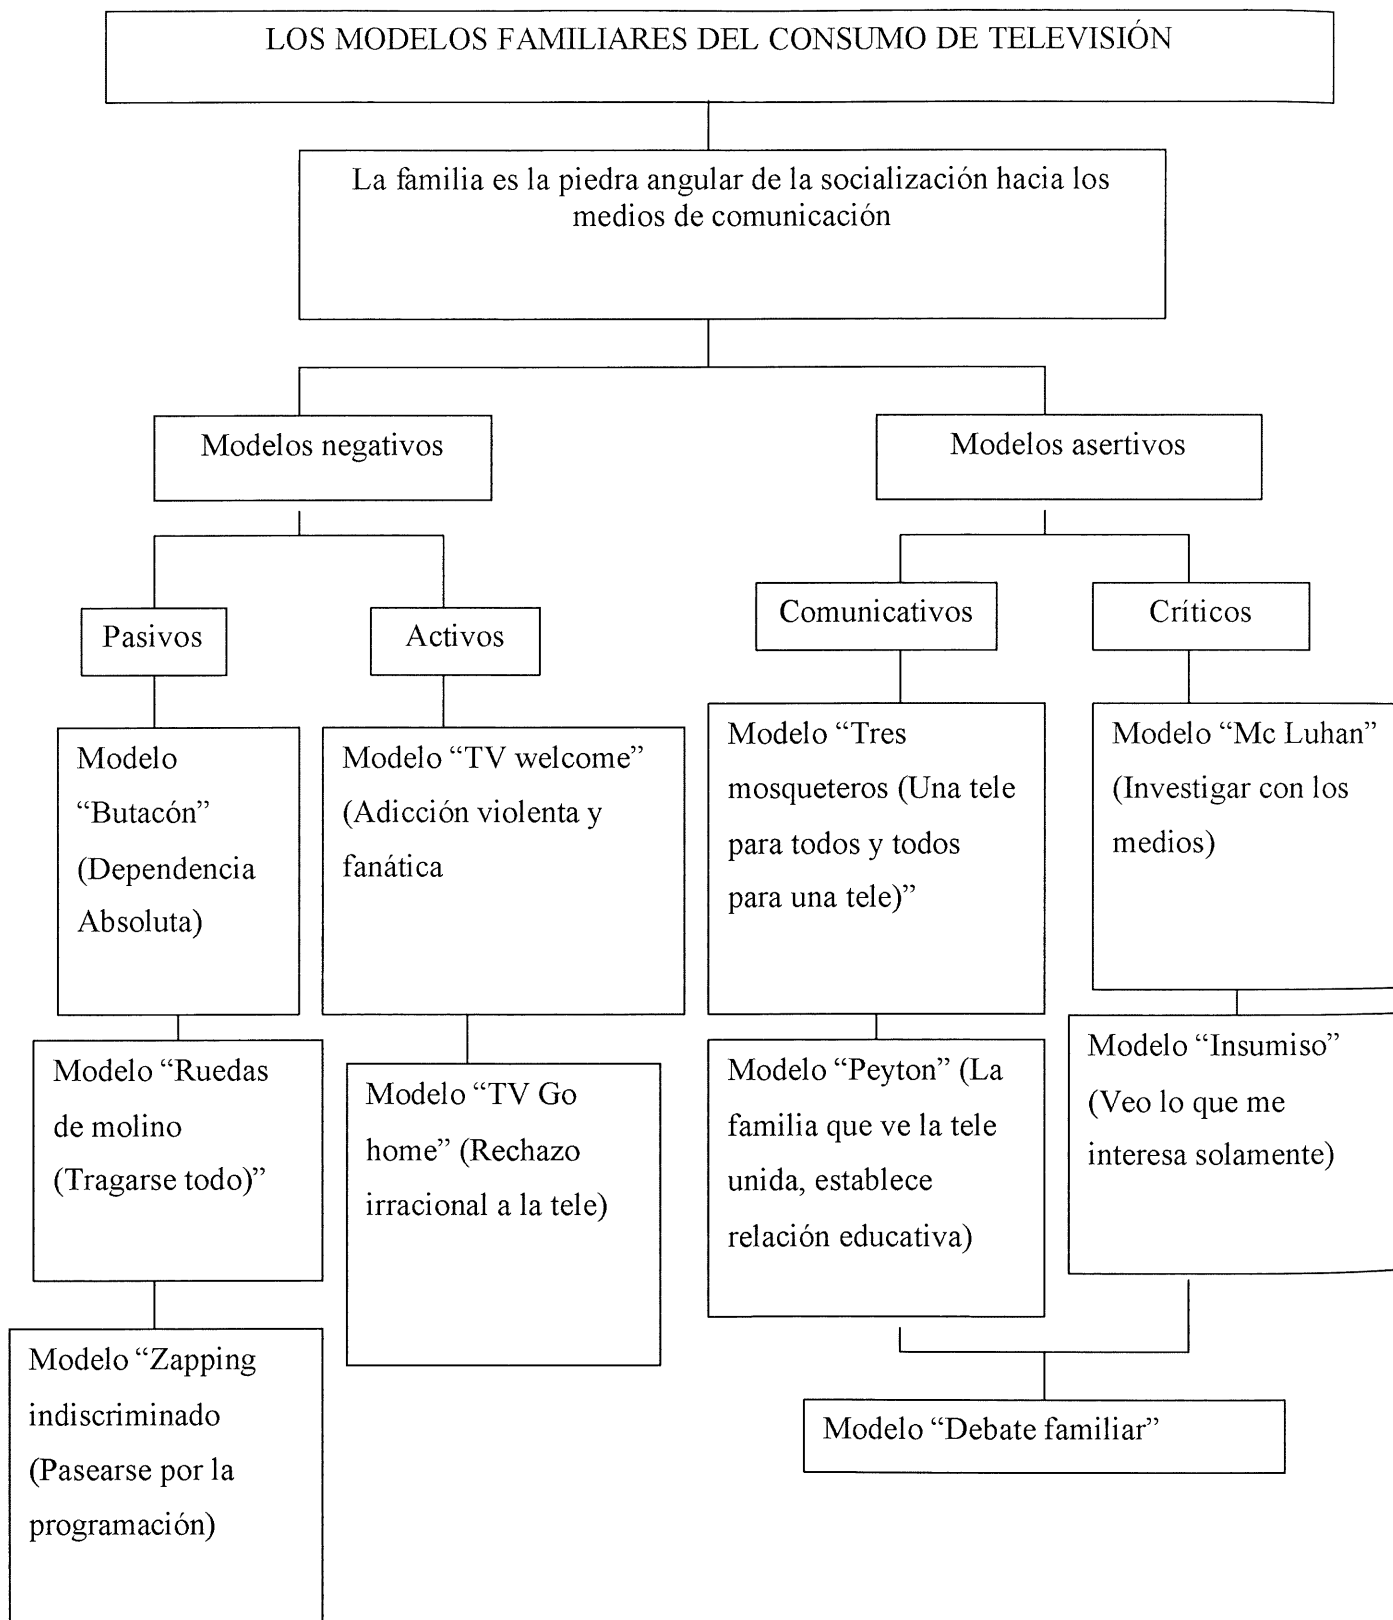 LOS MODELOS FAMILIARES DEL CONSUMO DE TELEVISIÓN
La familia es la piedra angular de la socialización hacia los
medios de comunicación
Modelos negativos
Modelos asertivos
Pasivos
Activos
Comunicativos
Críticos
Modelo
“Butacón”
(Dependencia
Absoluta)
Modelo “TV welcome”
(Adicción violenta y
fanática
Modelo “Tres
mosqueteros (Una tele
para todos y todos
para una tele)”
Modelo “Mc Luhan”
(Investigar con los
medios)
Modelo “Ruedas
de molino
(Tragarse todo)”
Modelo “TV Go
home” (Rechazo
irracional a la tele)
Modelo “Peyton” (La
familia que ve la tele
unida, establece
relación educativa)
Modelo “Insumiso”
(Veo lo que me
interesa solamente)
Modelo “Zapping
indiscriminado
(Pasearse por la
programación)
Modelo “Debate familiar”